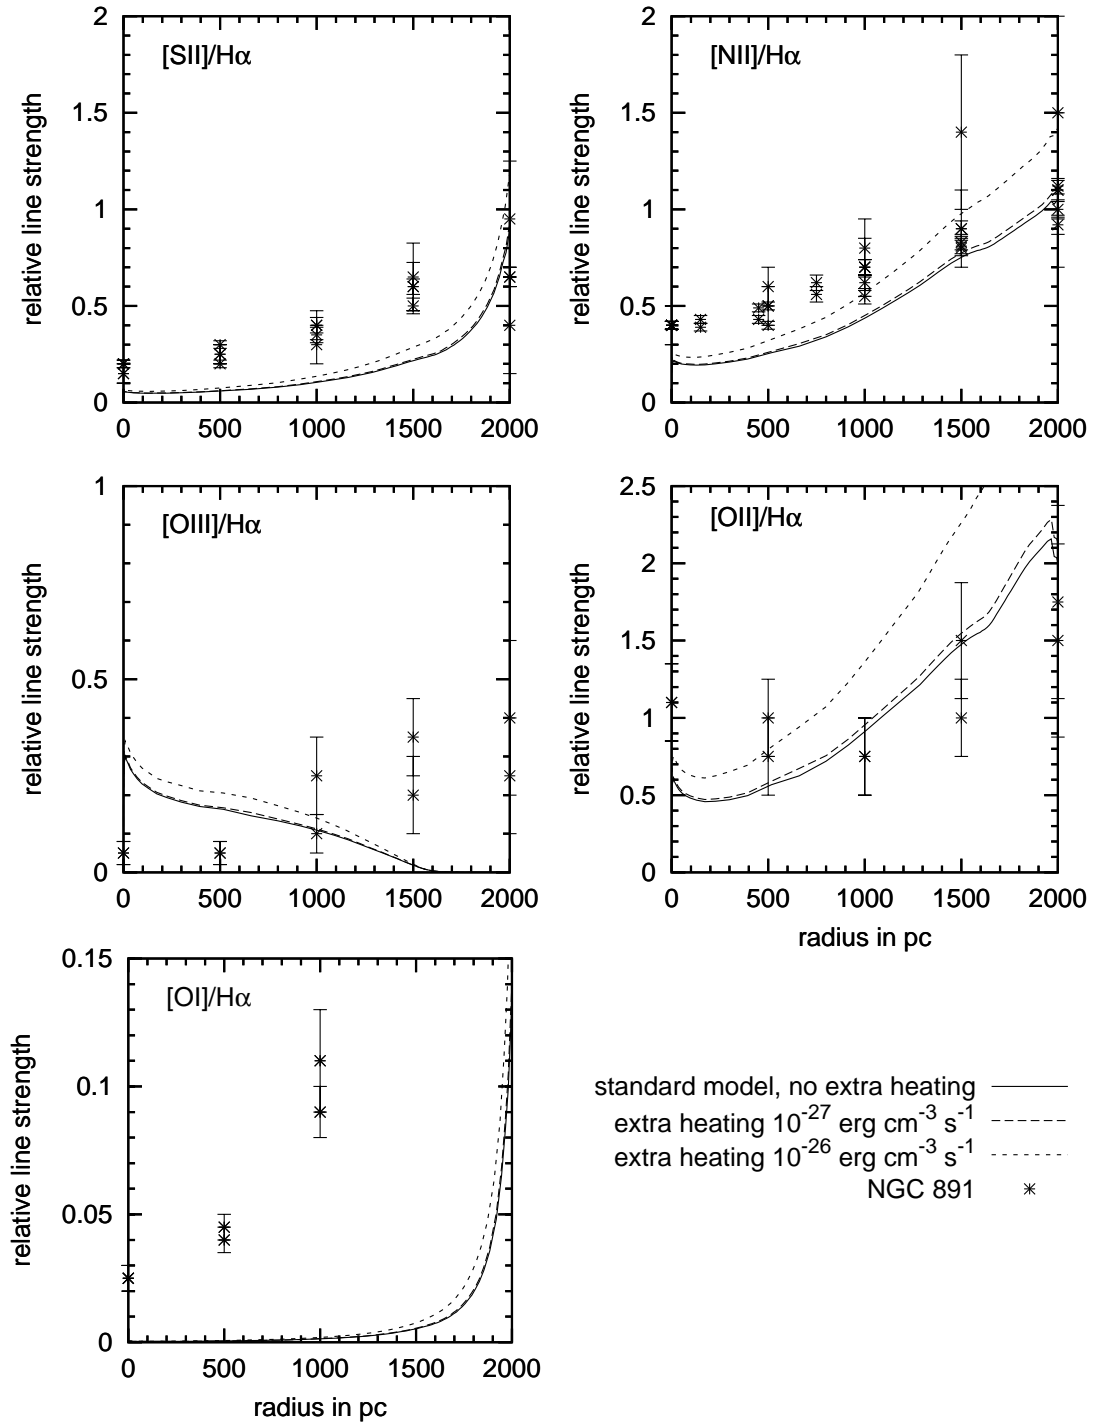 [SII]/Hα
relative line strength
2
1.5
1
0.5
0
0 500 1000 1500 2000
[NII]/Hα
relative line strength
2
1.5
1
0.5
0
0 500 1000 1500 2000
[OIII]/Hα
relative line strength
1
0.5
0
0 500 1000 1500 2000
[OII]/Hα
relative line strength
2.5
2
1.5
1
0.5
0
0 500 1000 1500 2000
radius in pc
[OI]/Hα
relative line strength
0.15
0.1
0.05
0
0 500 1000 1500 2000
radius in pc
standard model, no extra heating
extra heating 10⁻²⁷ erg cm⁻³ s⁻¹
extra heating 10⁻²⁶ erg cm⁻³ s⁻¹
NGC 891